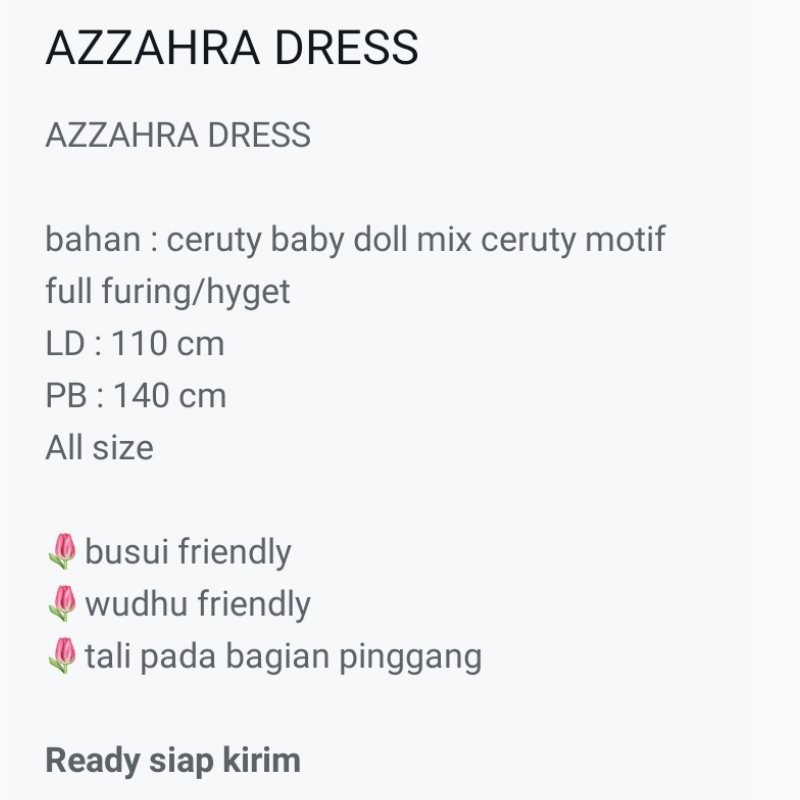 AZZAHRA DRESS
AZZAHRA DRESS
bahan : ceruty baby doll mix ceruty motif
full furing/hyget
LD : 110 cm
PB : 140 cm
All size
🌷busui friendly
🌷wudhu friendly
🌷tali pada bagian pinggang
Ready siap kirim